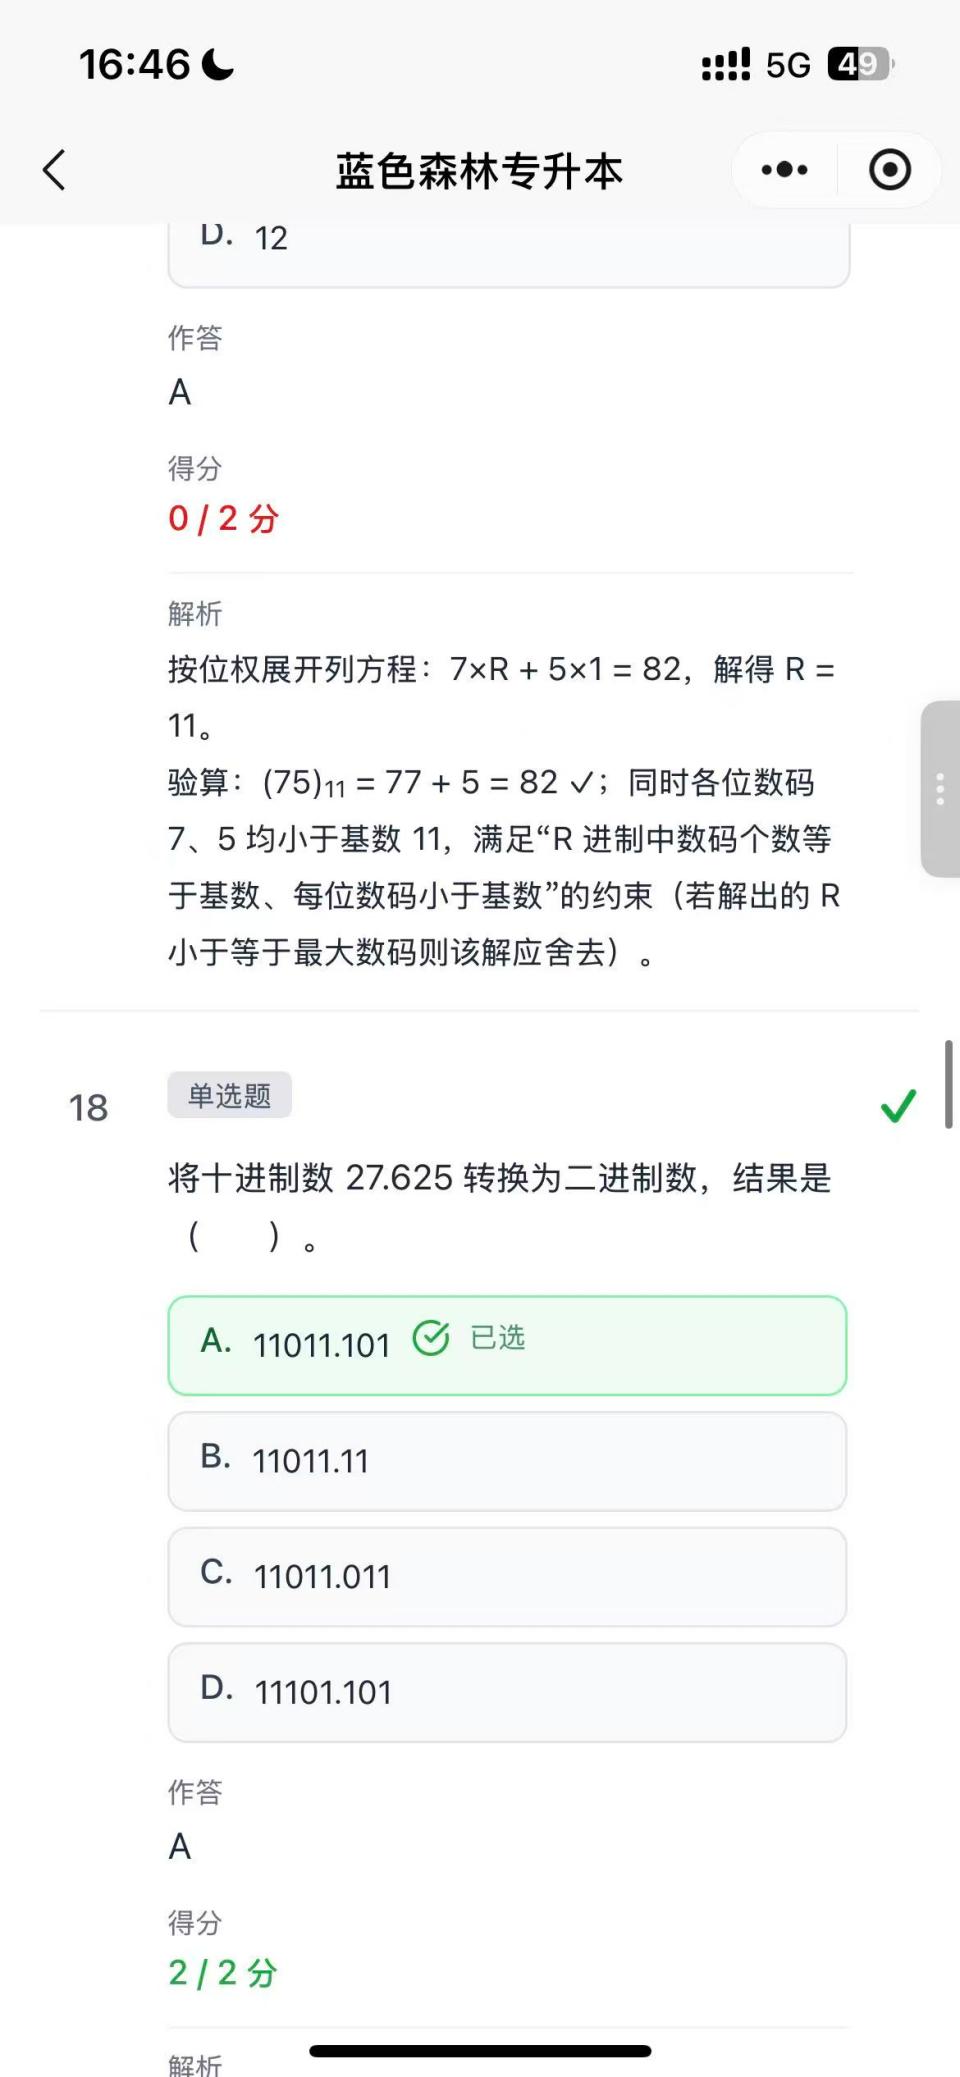 16:46
5G 49
蓝色森林专升本
D. 12
作答
A
得分
0 / 2 分
解析
按位权展开列方程：7×R + 5×1 = 82，解得 R =
11。
验算：(75)₁₁ = 77 + 5 = 82 ✓；同时各位数码
7、5 均小于基数 11，满足“R 进制中数码个数等
于基数、每位数码小于基数”的约束（若解出的 R
小于等于最大数码则该解应舍去）。
18
单选题
将十进制数 27.625 转换为二进制数，结果是
（　　）。
A. 11011.101 已选
B. 11011.11
C. 11011.011
D. 11101.101
作答
A
得分
2 / 2 分
解析